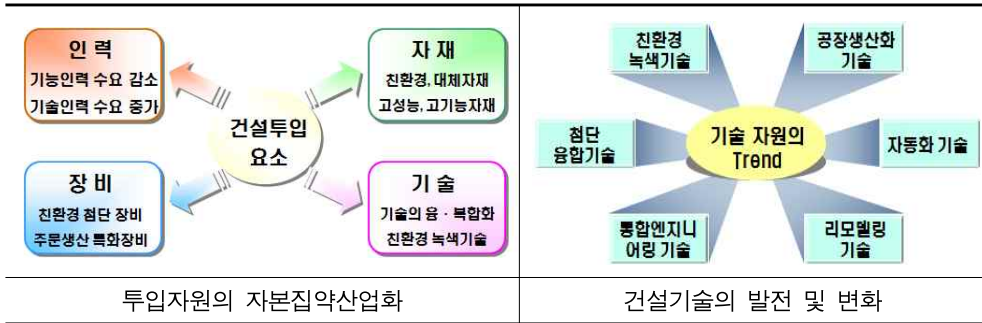 인 력
기능인력 수요 감소
기술인력 수요 증가
자 재
친환경, 대체자재
고성능, 고기능자재
건설투입
요소
장 비
친환경 첨단 장비
주문생산 특화장비
기 술
기술의 융 · 복합화
친환경 녹색기술
투입자원의 자본집약산업화
친환경
녹색기술
공장생산화
기술
첨단
융합기술
기술 자원의
Trend
자동화 기술
통합엔지니
어링 기술
리모델링
기술
건설기술의 발전 및 변화